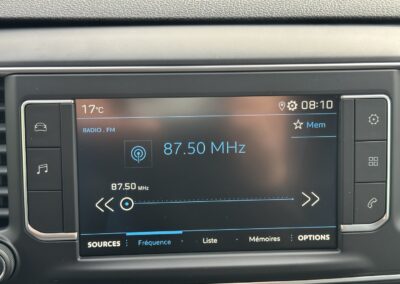 17°C 08:10
RADIO . FM
Mem
87.50 MHz
87.50 MHz
SOURCES Fréquence Liste Mémoires OPTIONS